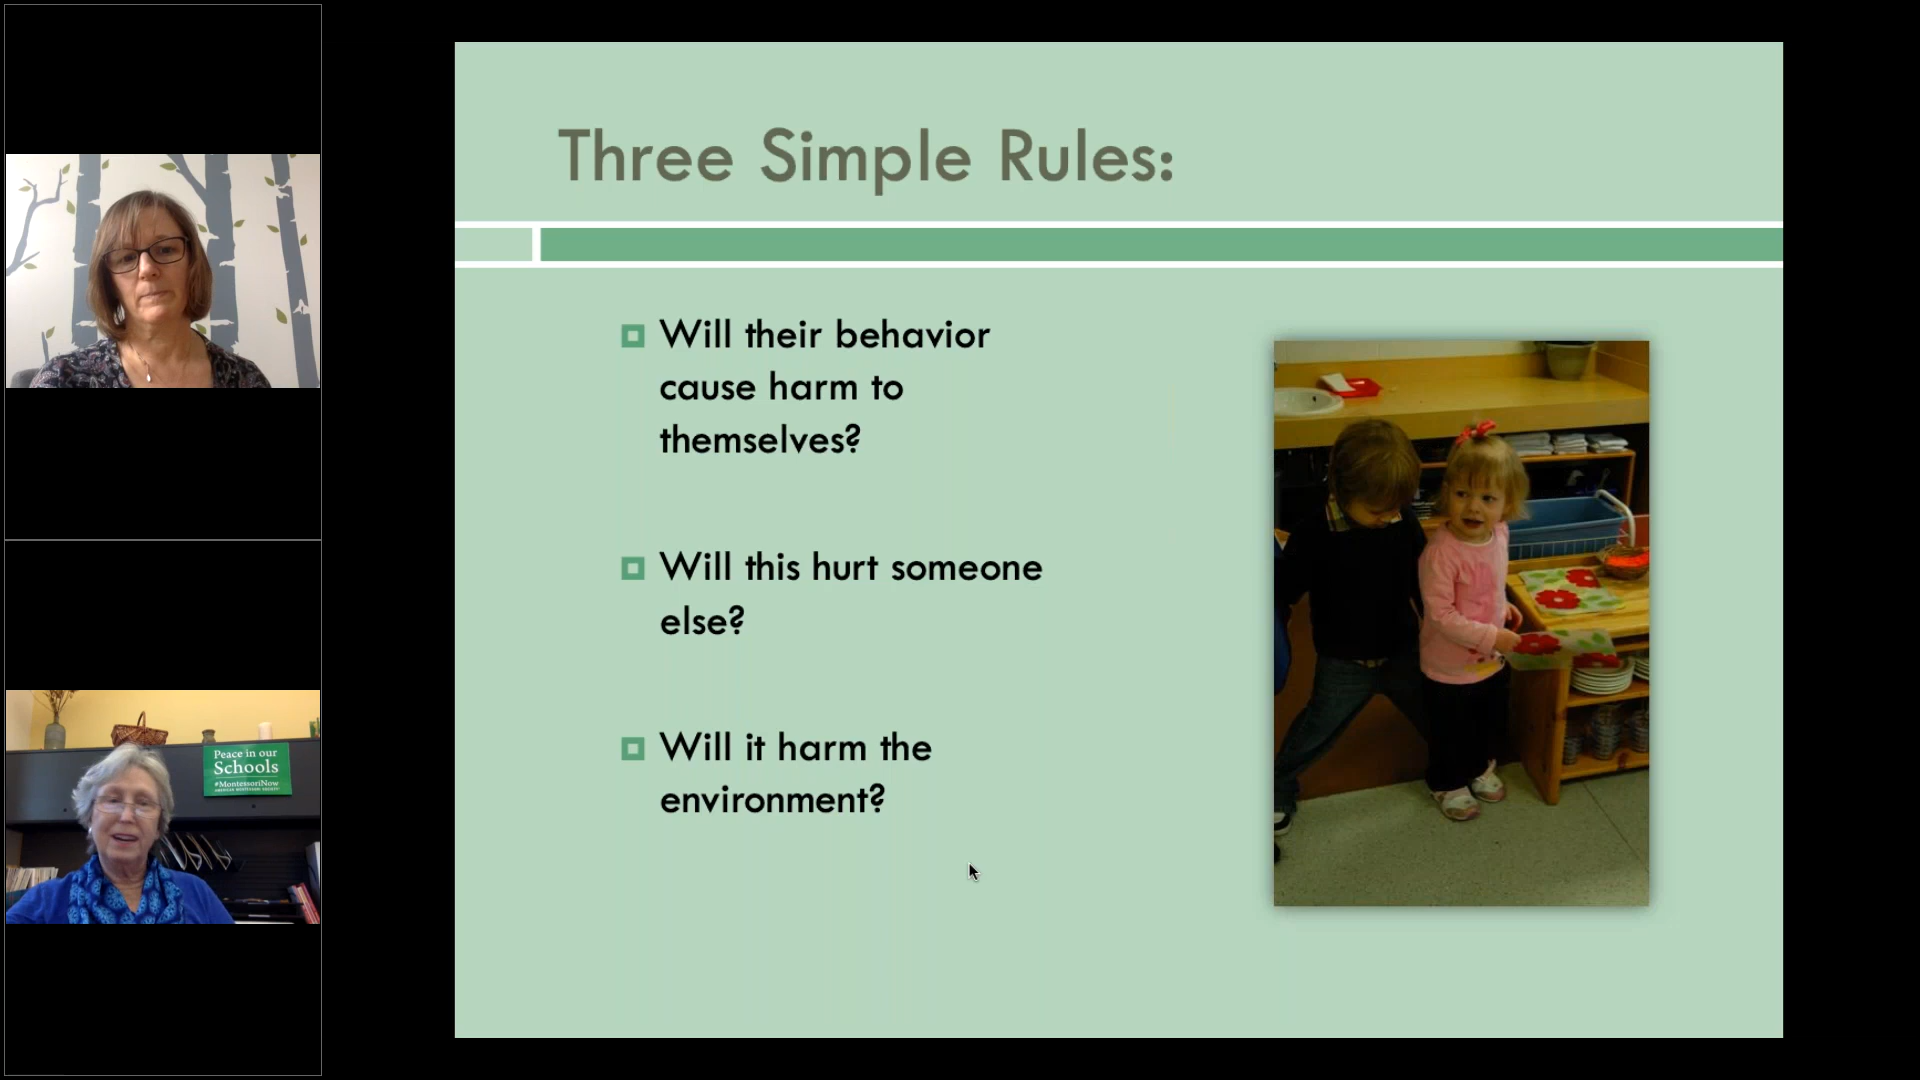 Three Simple Rules:
Will their behavior
cause harm to
themselves?
Will this hurt someone
else?
Will it harm the
environment?
Peace in our
Schools
#MontessoriNow
AMERICAN MONTESSORI SOCIETY